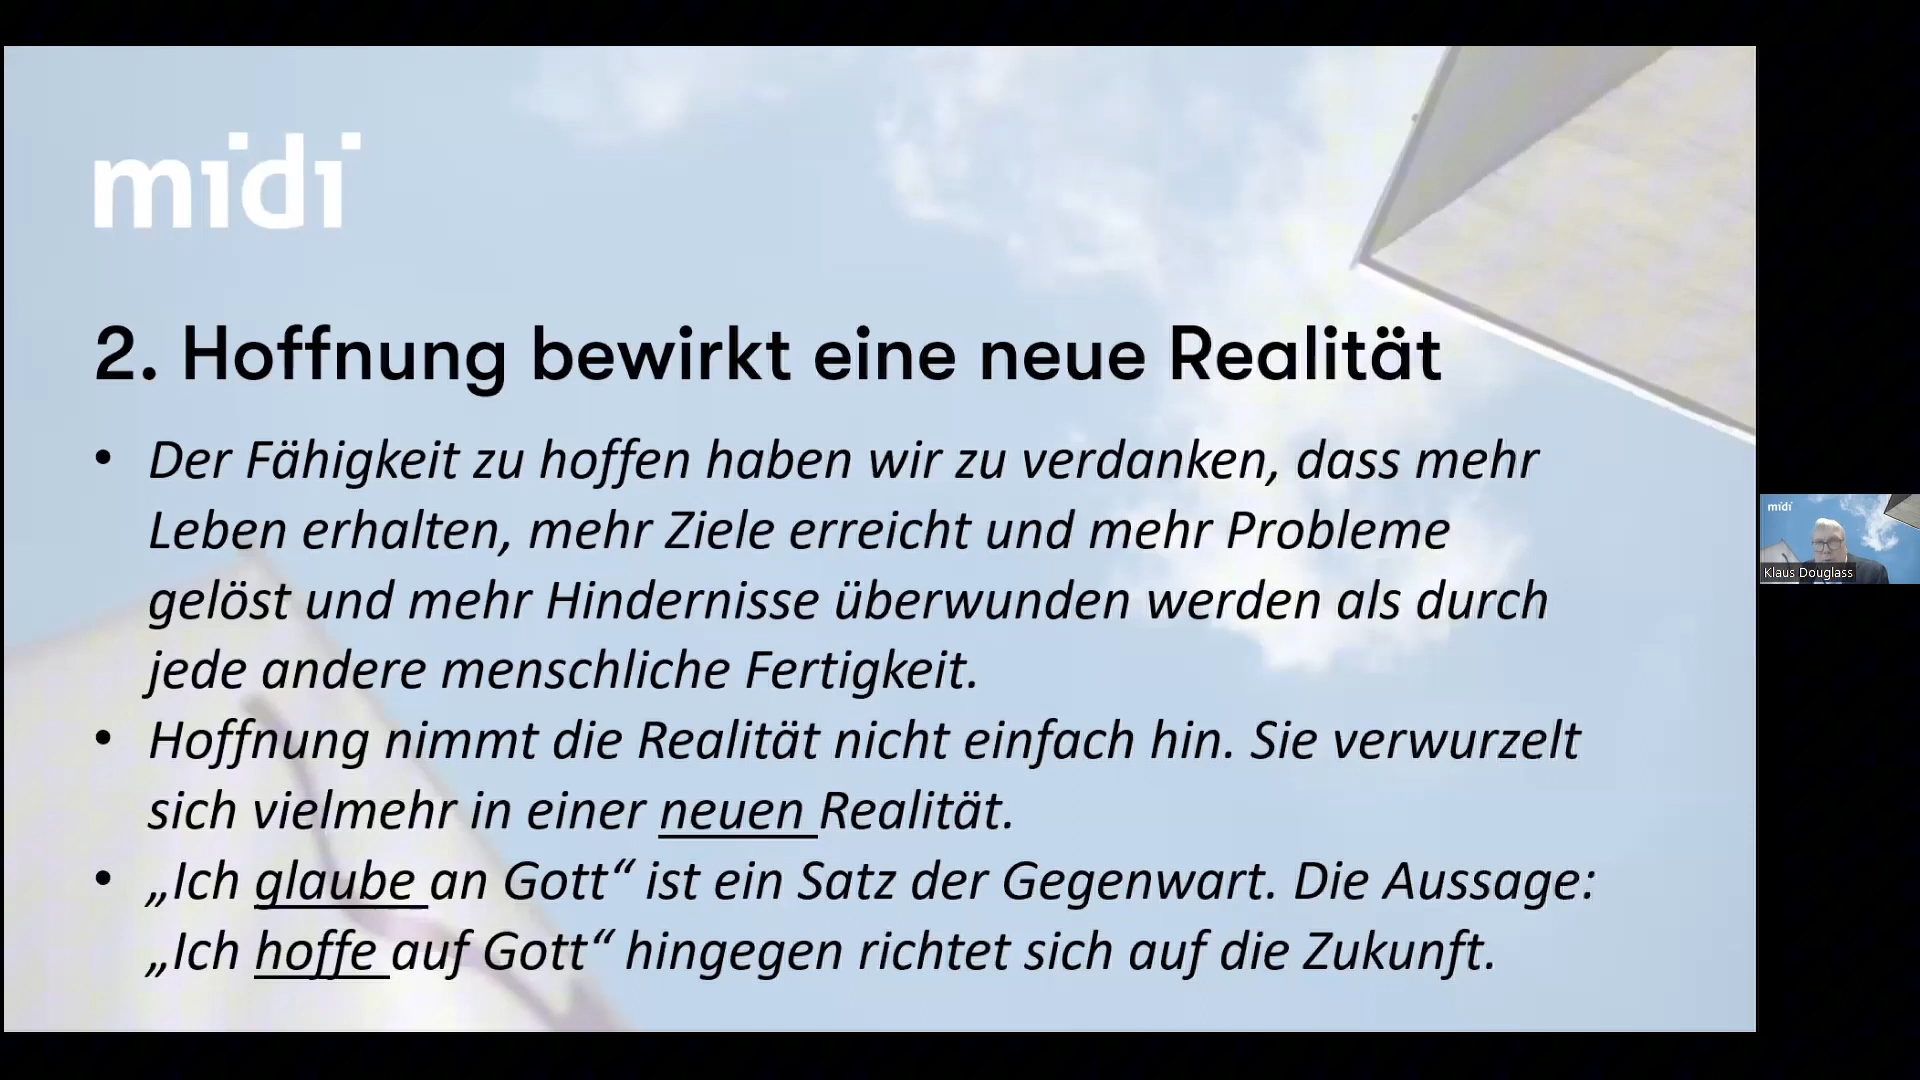 midi
2. Hoffnung bewirkt eine neue Realität
• Der Fähigkeit zu hoffen haben wir zu verdanken, dass mehr
Leben erhalten, mehr Ziele erreicht und mehr Probleme
gelöst und mehr Hindernisse überwunden werden als durch
jede andere menschliche Fertigkeit.
• Hoffnung nimmt die Realität nicht einfach hin. Sie verwurzelt
sich vielmehr in einer neuen Realität.
• „Ich glaube an Gott“ ist ein Satz der Gegenwart. Die Aussage:
„Ich hoffe auf Gott“ hingegen richtet sich auf die Zukunft.
midi
Klaus Douglass